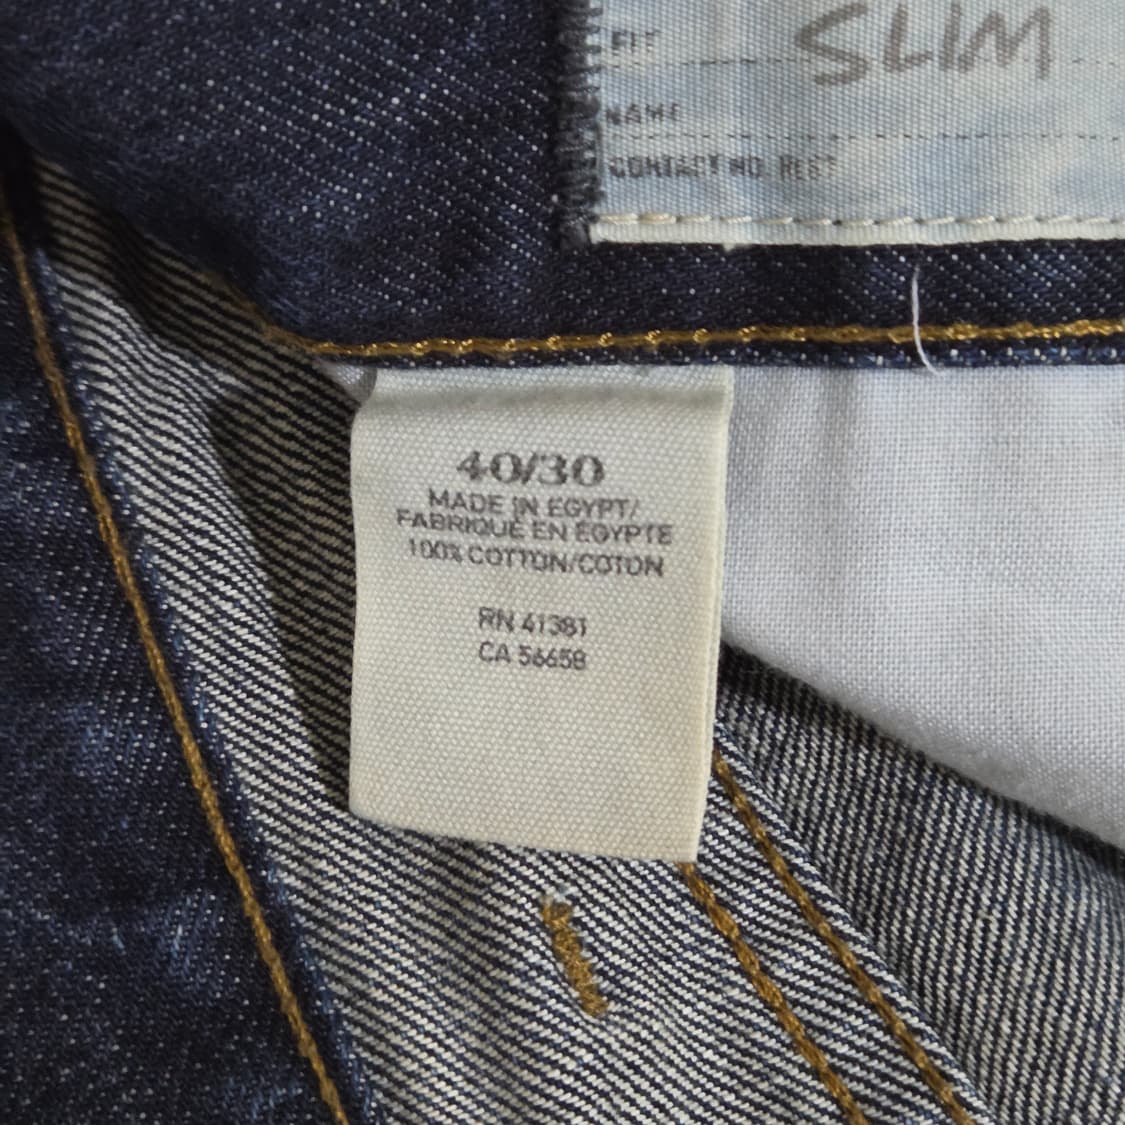 FIT SLIM
NAME
CONTACT NO. REST
40/30
MADE IN EGYPT/
FABRIQUÉ EN ÉGYPTE
100% COTTON/COTON
RN 41381
CA 56658